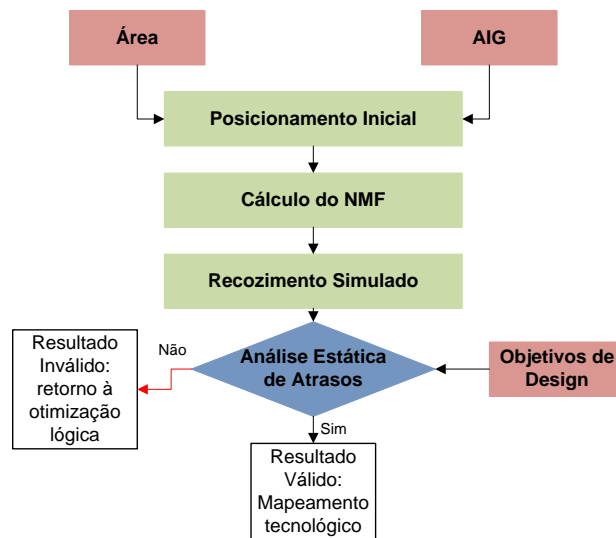 Área
AIG
Posicionamento Inicial
Cálculo do NMF
Recozimento Simulado
Resultado
Inválido:
retorno à
otimização
lógica
Não
Análise Estática
de Atrasos
Objetivos de
Design
Sim
Resultado
Válido:
Mapeamento
tecnológico